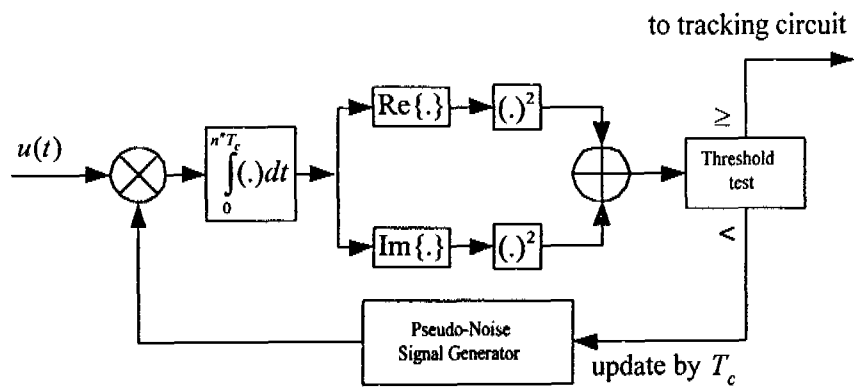 to tracking circuit
Re{.}
(.)²
u(t)
n"T_c
∫(.)dt
0
≥
Threshold
test
<
Im{.}
(.)²
Pseudo-Noise
Signal Generator
update by T_c